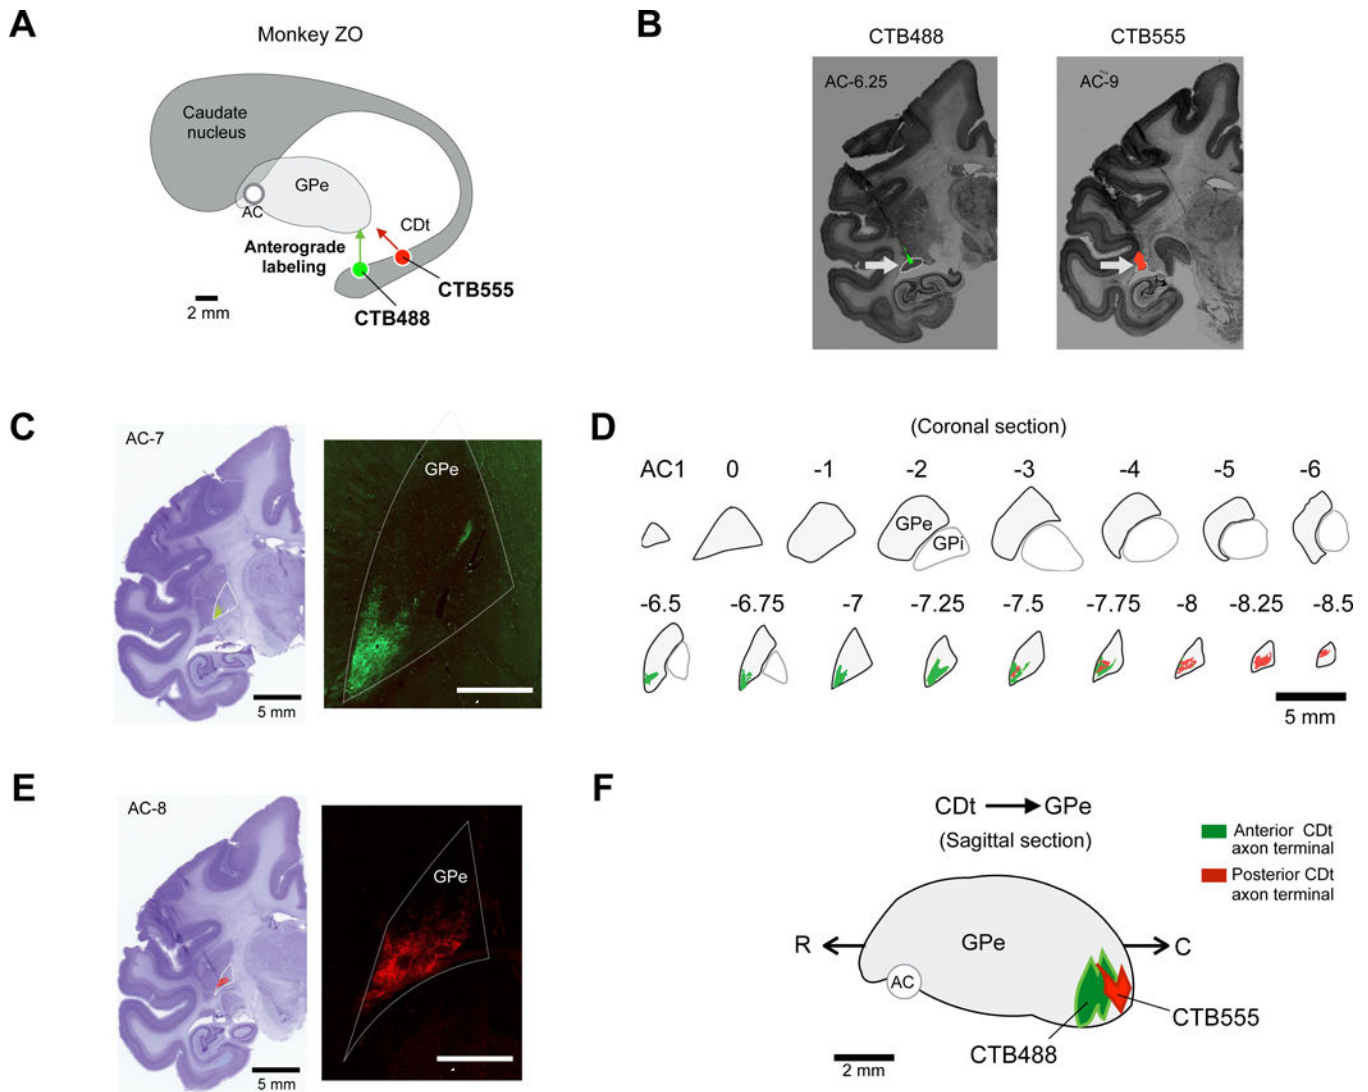 A
Monkey ZO
Caudate
nucleus
GPe
AC
CDt
Anterograde
labeling
CTB555
CTB488
2 mm
B
CTB488
CTB555
AC-6.25
AC-9
C
AC-7
GPe
5 mm
D
(Coronal section)
AC1 0 -1 -2 -3 -4 -5 -6
GPe
GPi
-6.5 -6.75 -7 -7.25 -7.5 -7.75 -8 -8.25 -8.5
5 mm
E
AC-8
GPe
5 mm
F
CDt GPe
(Sagittal section)
Anterior CDt
axon terminal
Posterior CDt
axon terminal
R
GPe
C
AC
CTB555
CTB488
2 mm